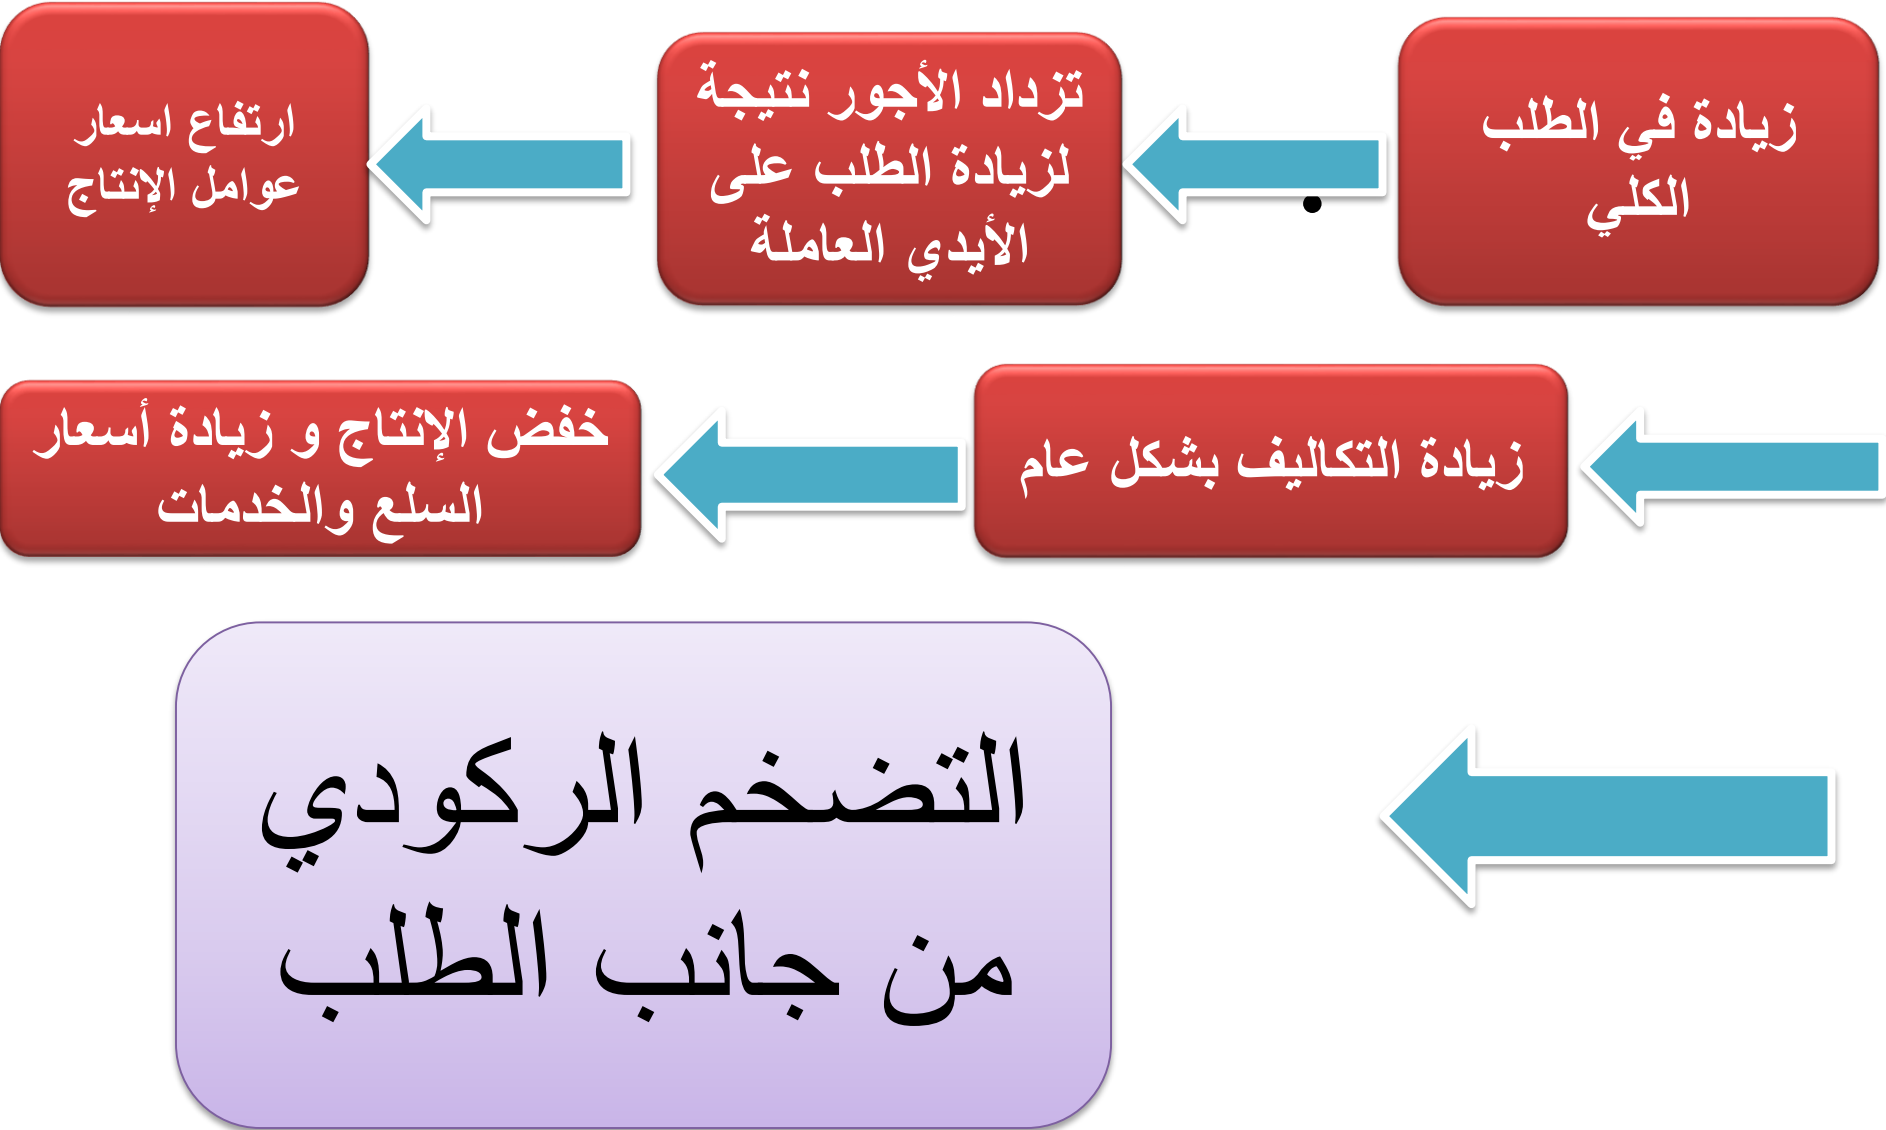 زيادة في الطلب
الكلي
تزداد الأجور نتيجة
لزيادة الطلب على
الأيدي العاملة
ارتفاع اسعار
عوامل الإنتاج
زيادة التكاليف بشكل عام
خفض الإنتاج و زيادة أسعار
السلع والخدمات
التضخم الركودي
من جانب الطلب